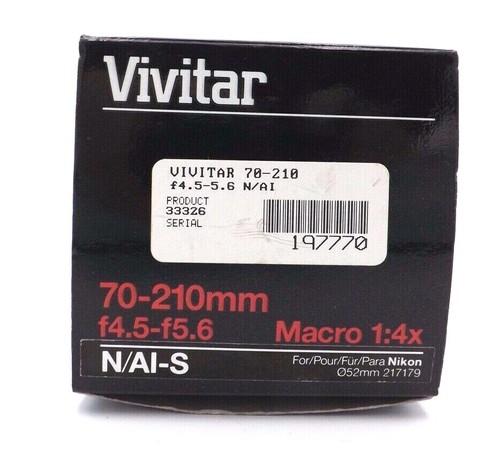 Vivitar
VIVITAR 70-210
f4.5-5.6 N/AI
PRODUCT
33326
SERIAL
197770
70-210mm
f4.5-f5.6 Macro 1:4x
N/AI-S
For/Pour/Für/Para Nikon
Ø52mm 217179